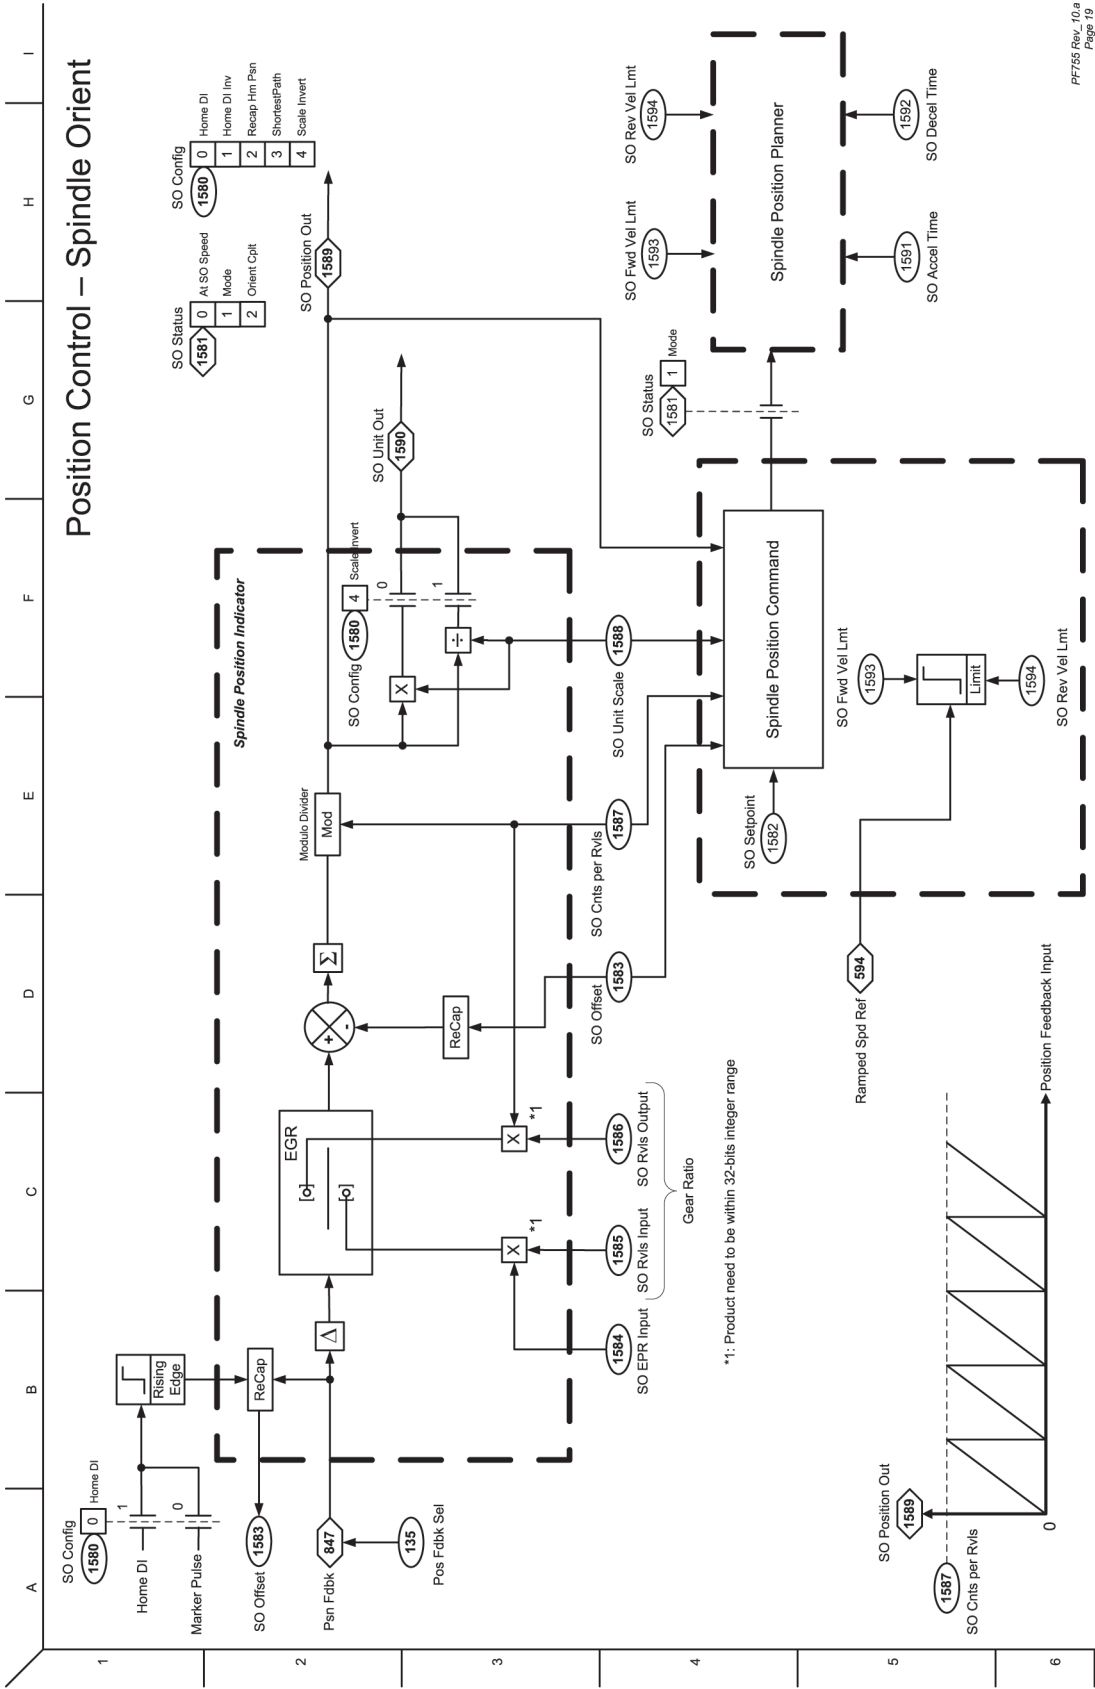 Position Control – Spindle Orient
A
B
C
D
E
F
G
H
I
1
2
3
4
5
6
SO Config
1580
0
Home DI
Home DI
1
Marker Pulse
0
Rising
Edge
SO Offset
1583
ReCap
Psn Fdbk
847
135
Pos Fdbk Sel
Δ
EGR
[o]
[o]
+
-
Σ
Modulo Divider
Mod
Spindle Position Indicator
SO Config
1580
4
Scale Invert
X
0
÷
1
SO Unit Out
1590
SO Position Out
1589
SO Status
1581
0
At SO Speed
1
Mode
2
Orient Cplt
SO Config
1580
0
Home DI
1
Home DI Inv
2
Recap Hm Psn
3
ShortestPath
4
Scale Invert
X
*1
X
*1
ReCap
1584
SO EPR Input
1585
SO Rvls Input
1586
SO Rvls Output
Gear Ratio
SO Offset
1583
SO Cnts per Rvls
1587
SO Unit Scale
1588
*1: Product need to be within 32-bits integer range
SO Setpoint
1582
Spindle Position Command
SO Status
1581
1
Mode
SO Fwd Vel Lmt
1593
SO Rev Vel Lmt
1594
Spindle Position Planner
1591
SO Accel Time
1592
SO Decel Time
Ramped Spd Ref
594
SO Fwd Vel Lmt
1593
Limit
1594
SO Rev Vel Lmt
SO Position Out
1589
1587
SO Cnts per Rvls
0
Position Feedback Input
PF755 Rev_10.a
Page 19